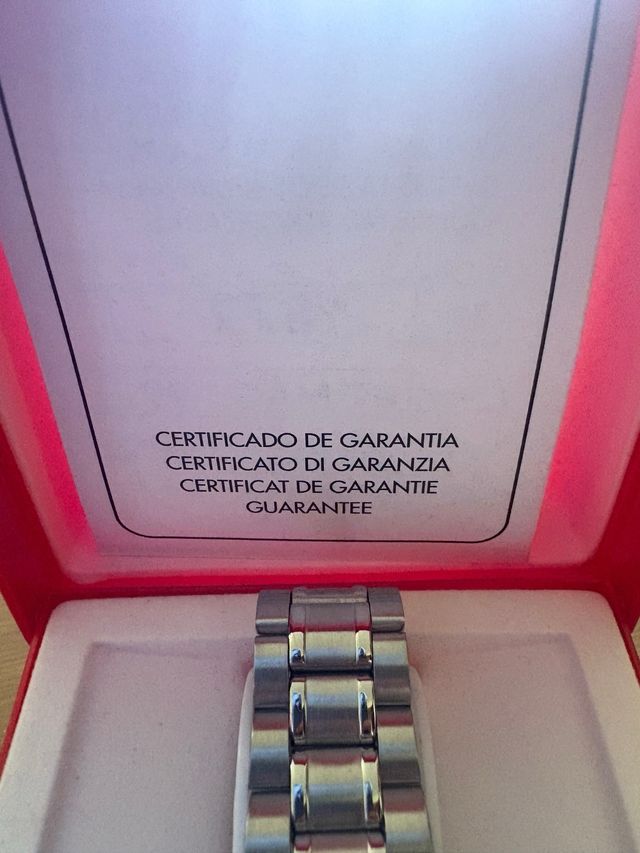 CERTIFICADO DE GARANTIA
CERTIFICATO DI GARANZIA
CERTIFICAT DE GARANTIE
GUARANTEE